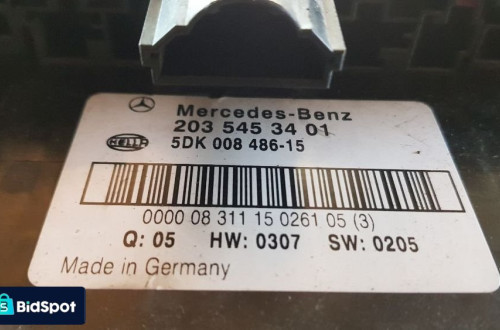 Mercedes-Benz
203 545 34 01
HELLA
5DK 008 486-15
0000 08 311 15 0261 05 (3)
Q: 05 HW: 0307 SW: 0205
Made in Germany
BidSpot